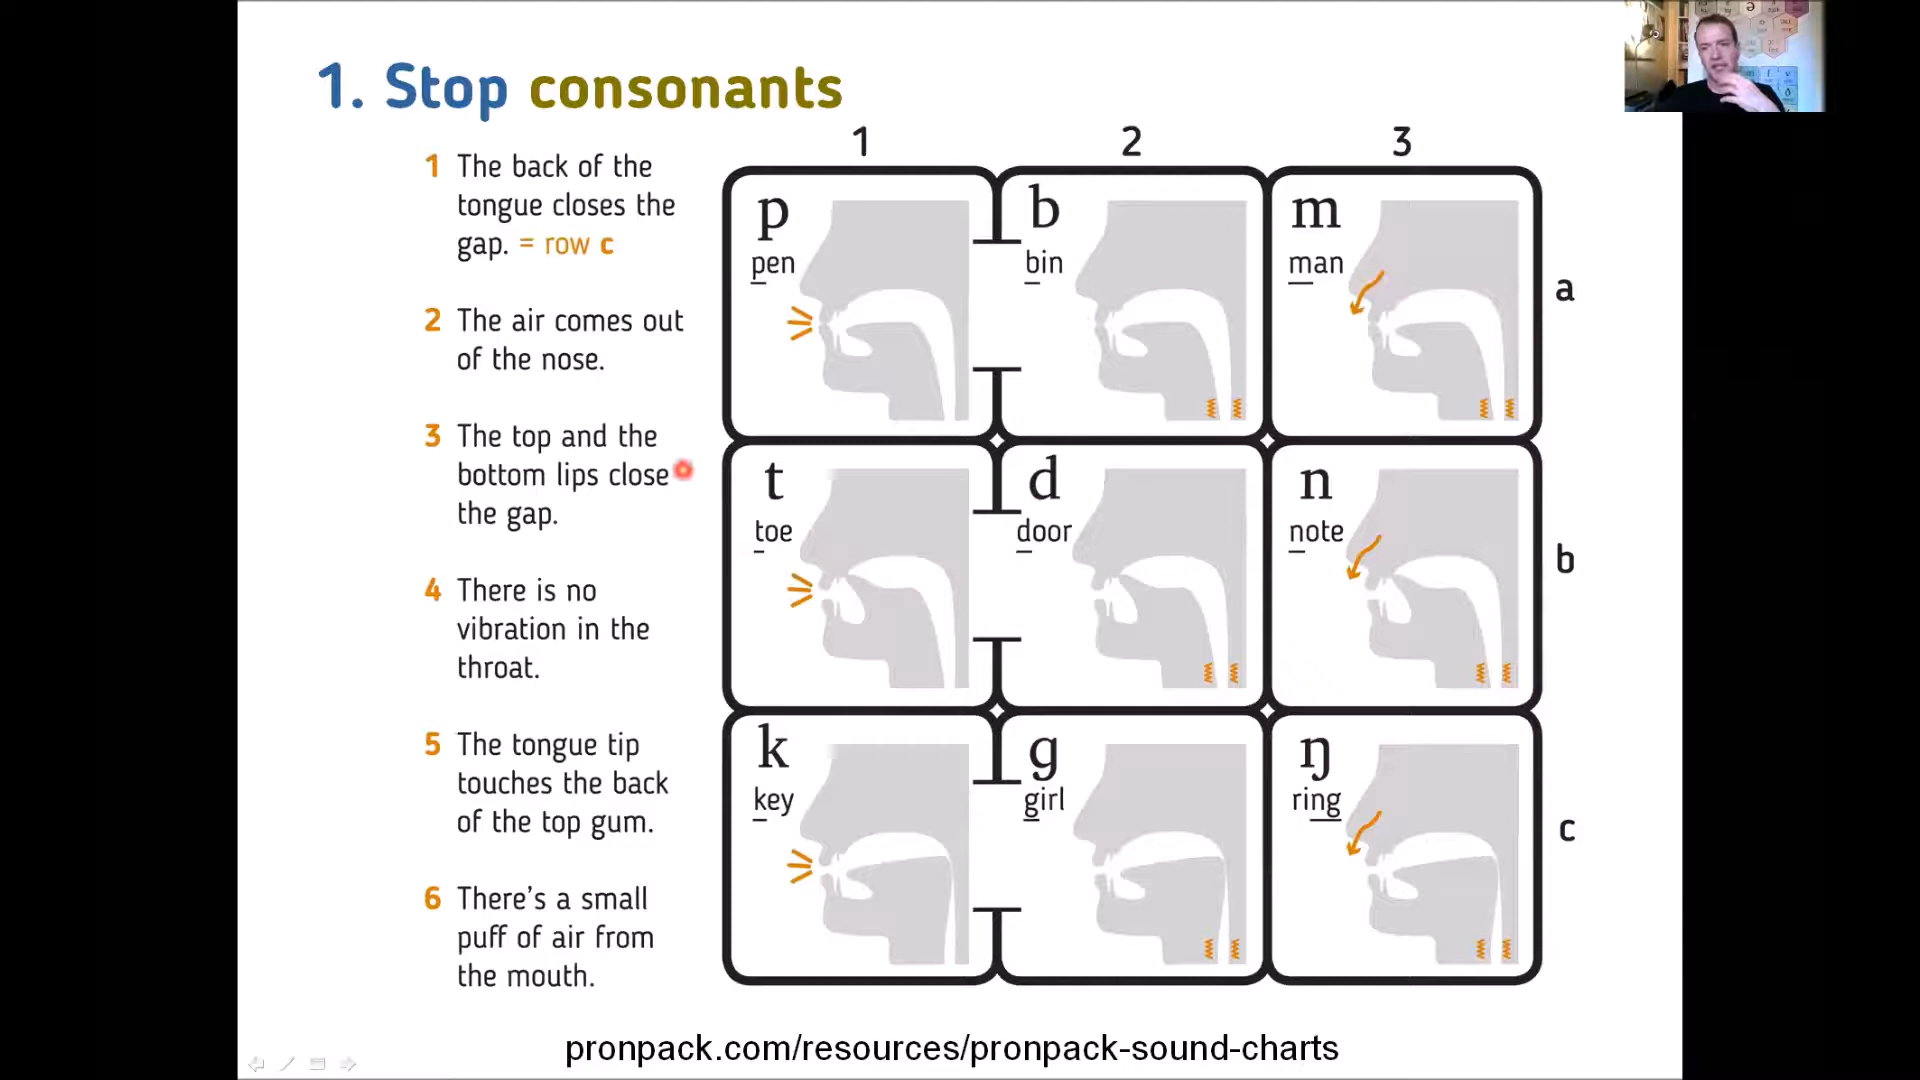 1. Stop consonants
1 The back of the
tongue closes the
gap. = row c
2 The air comes out
of the nose.
3 The top and the
bottom lips close
the gap.
4 There is no
vibration in the
throat.
5 The tongue tip
touches the back
of the top gum.
6 There's a small
puff of air from
the mouth.
1 2 3
p b m
pen bin man
a
t d n
toe door note
b
k g ŋ
key girl ring
c
pronpack.com/resources/pronpack-sound-charts